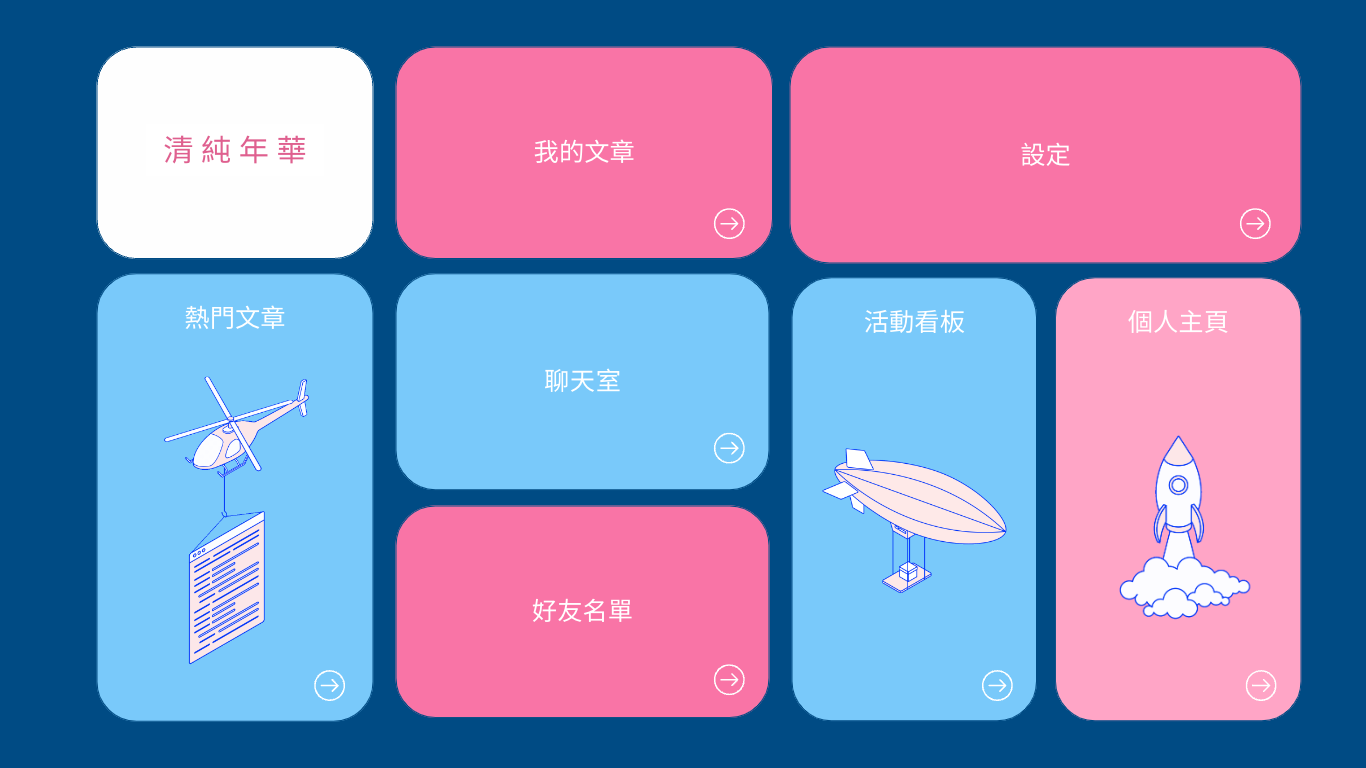 清純年華
我的文章
設定
熱門文章
聊天室
活動看板
個人主頁
好友名單